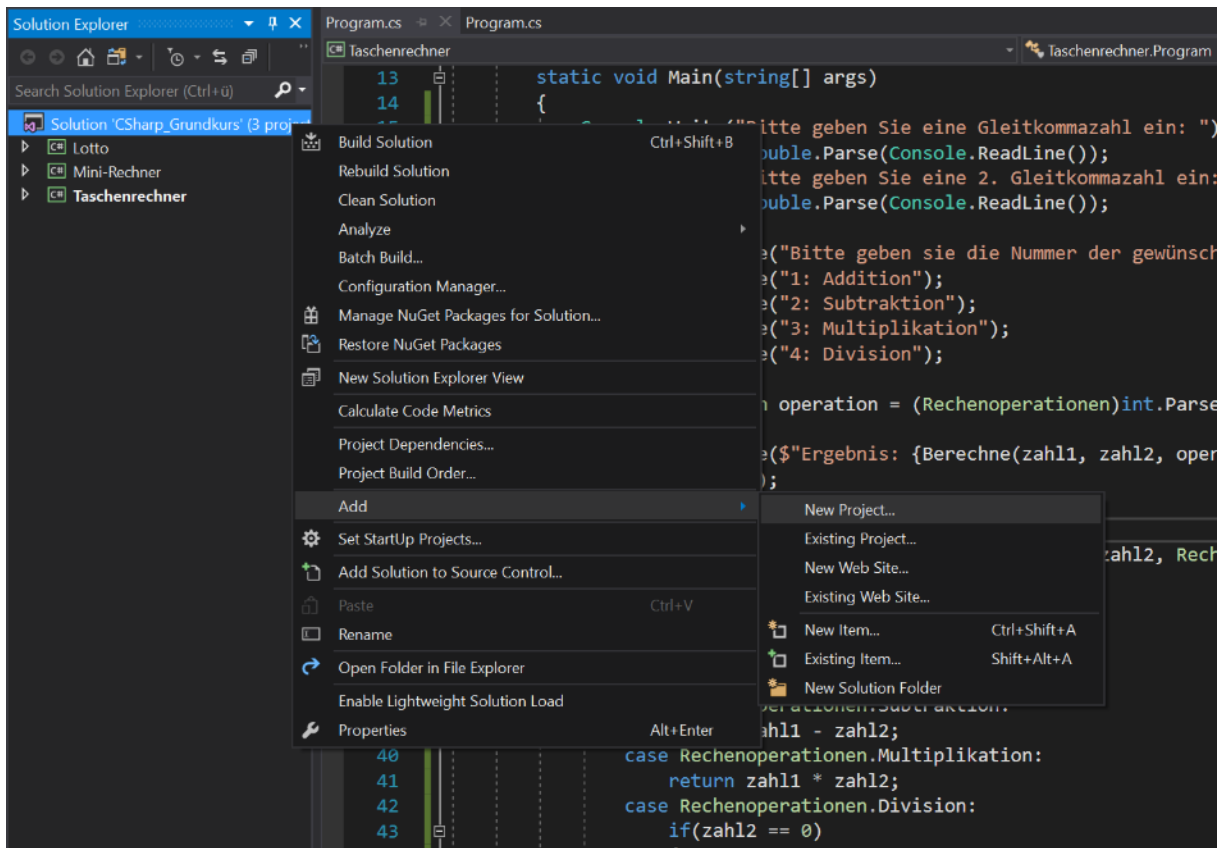 Solution Explorer
Program.cs Program.cs
Taschenrechner Taschenrechner.Program
Search Solution Explorer (Ctrl+ü)
Solution 'CSharp_Grundkurs' (3
Lotto
Mini-Rechner
Taschenrechner
Build Solution Ctrl+Shift+B
Rebuild Solution
Clean Solution
Analyze
Batch Build...
Configuration Manager...
Manage NuGet Packages for Solution...
Restore NuGet Packages
New Solution Explorer View
Calculate Code Metrics
Project Dependencies...
Project Build Order...
Add
Set StartUp Projects...
Add Solution to Source Control...
Paste Ctrl+V
Rename
Open Folder in File Explorer
Enable Lightweight Solution Load
Properties Alt+Enter
New Project...
Existing Project...
New Web Site...
Existing Web Site...
New Item... Ctrl+Shift+A
Existing Item... Shift+Alt+A
New Solution Folder
13 static void Main(string[] args)
14 {
itte geben Sie eine Gleitkommazahl ein: ")
ouble.Parse(Console.ReadLine());
itte geben Sie eine 2. Gleitkommazahl ein:
ouble.Parse(Console.ReadLine());
e("Bitte geben sie die Nummer der gewünsch
e("1: Addition");
e("2: Subtraktion");
e("3: Multiplikation");
e("4: Division");
n operation = (Rechenoperationen)int.Parse
e($"Ergebnis: {Berechne(zahl1, zahl2, oper
);
zahl2, Rech
ahl1 - zahl2;
40 case Rechenoperationen.Multiplikation:
41 return zahl1 * zahl2;
42 case Rechenoperationen.Division:
43 if(zahl2 == 0)